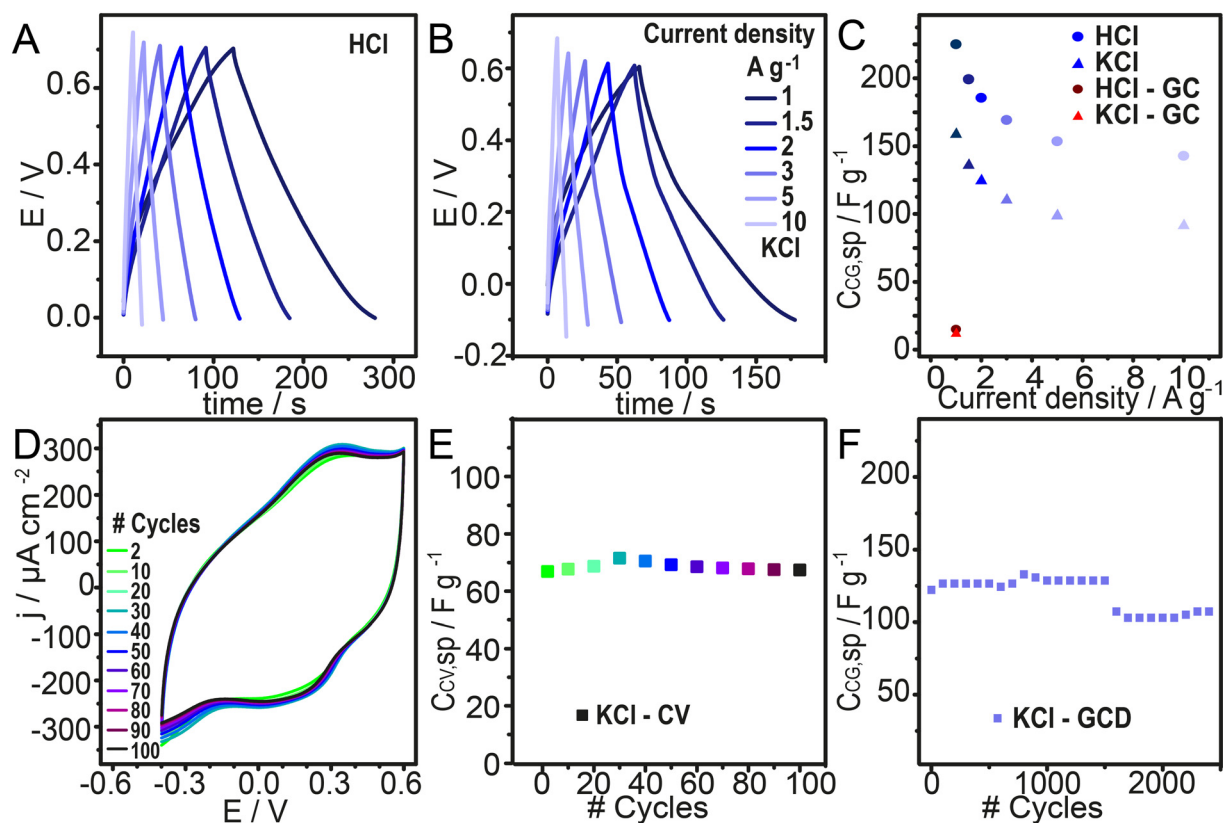 A
HCl
E / V
0.6
0.4
0.2
0.0
0
100
200
300
time / s
B
Current density
A g⁻¹
1
1.5
2
3
5
10
KCl
E / V
0.6
0.4
0.2
0.0
-0.2
0
50
100
150
time / s
C
HCl
KCl
HCl - GC
KCl - GC
C_CG,sp / F g⁻¹
200
150
100
50
0
0
2
4
6
8
10
Current density / A g⁻¹
D
# Cycles
2
10
20
30
40
50
60
70
80
90
100
j / µA cm⁻²
300
200
100
0
-100
-200
-300
-0.6
-0.3
0.0
0.3
0.6
E / V
E
C_CV,sp / F g⁻¹
100
80
60
40
20
0
KCl - CV
0
20
40
60
80
100
# Cycles
F
C_CG,sp / F g⁻¹
200
150
100
50
KCl - GCD
0
1000
2000
# Cycles